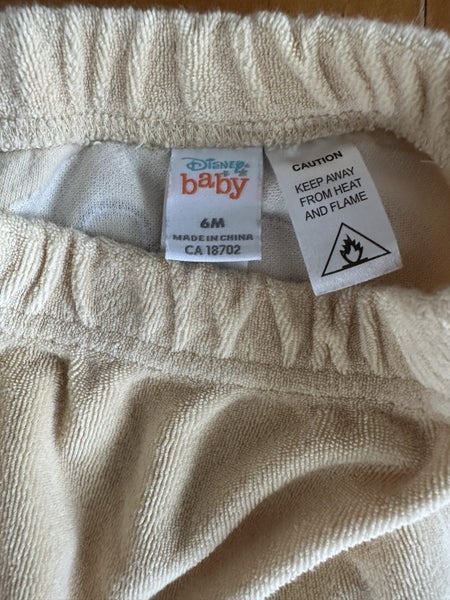 Disney
baby
6M
MADE IN CHINA
CA 18702
CAUTION
KEEP AWAY
FROM HEAT
AND FLAME